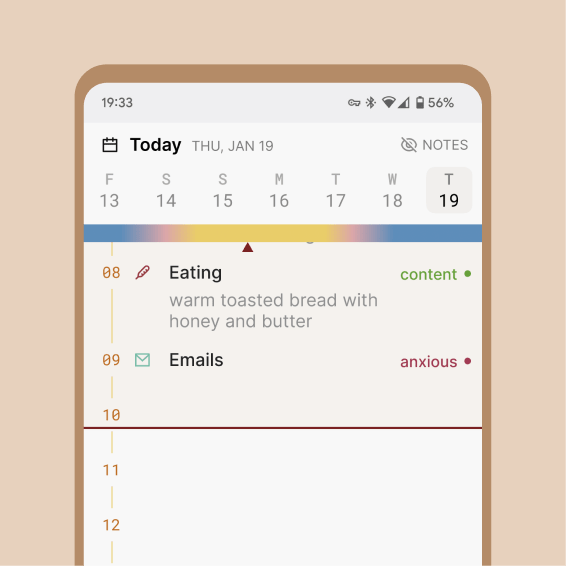 19:33 56%
Today THU, JAN 19 NOTES
F S S M T W T
13 14 15 16 17 18 19
08 Eating content
warm toasted bread with
honey and butter
09 Emails anxious
10
11
12